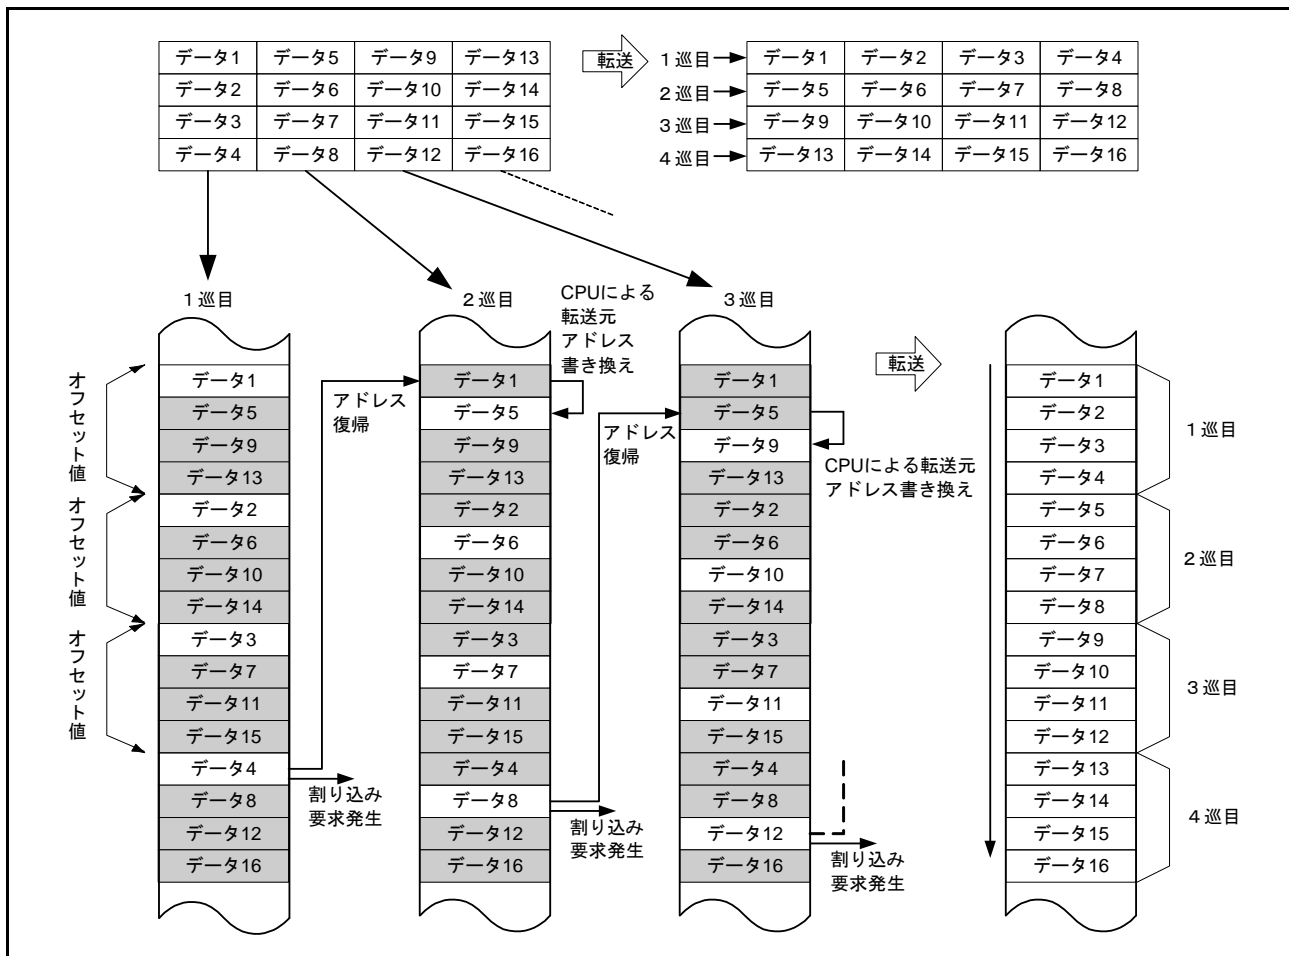 データ1 データ5 データ9 データ13
データ2 データ6 データ10 データ14
データ3 データ7 データ11 データ15
データ4 データ8 データ12 データ16
転送
1巡目 データ1 データ2 データ3 データ4
2巡目 データ5 データ6 データ7 データ8
3巡目 データ9 データ10 データ11 データ12
4巡目 データ13 データ14 データ15 データ16
1巡目
オフセット値
オフセット値
オフセット値
データ1
データ5
データ9
データ13
データ2
データ6
データ10
データ14
データ3
データ7
データ11
データ15
データ4
データ8
データ12
データ16
アドレス
復帰
割り込み
要求発生
2巡目
CPUによる
転送元
アドレス
書き換え
データ1
データ5
データ9
データ13
データ2
データ6
データ10
データ14
データ3
データ7
データ11
データ15
データ4
データ8
データ12
データ16
アドレス
復帰
割り込み
要求発生
3巡目
データ1
データ5
データ9
データ13
データ2
データ6
データ10
データ14
データ3
データ7
データ11
データ15
データ4
データ8
データ12
データ16
CPUによる転送元
アドレス書き換え
割り込み
要求発生
転送
データ1
データ2
データ3
データ4
データ5
データ6
データ7
データ8
データ9
データ10
データ11
データ12
データ13
データ14
データ15
データ16
1巡目
2巡目
3巡目
4巡目